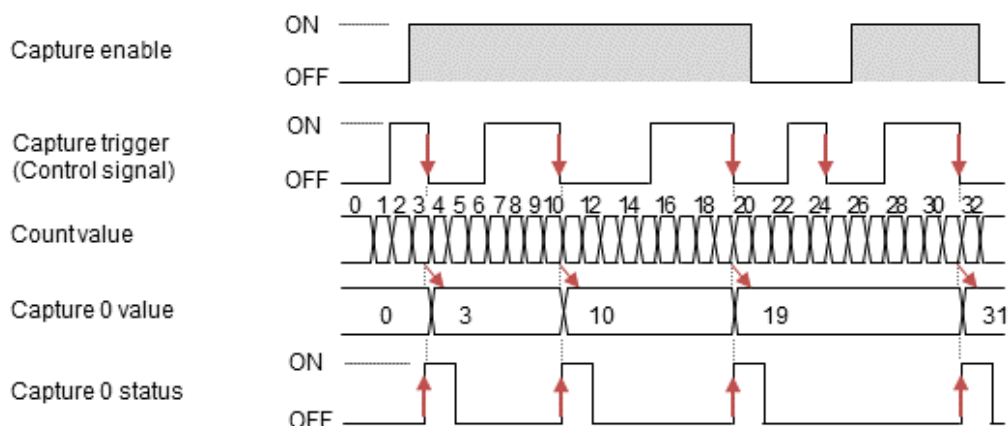 ON
Capture enable
OFF
ON
Capture trigger
(Control signal)
OFF
0 1 2 3 4 5 6 7 8 9 10 12 14 16 18 20 22 24 26 28 30 32
Count value
Capture 0 value
0 3 10 19 31
ON
Capture 0 status
OFF